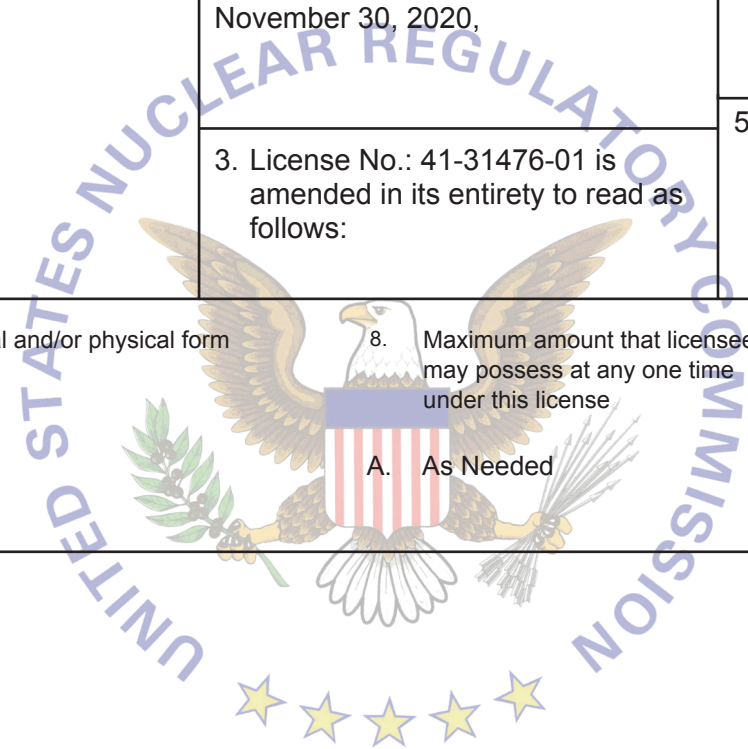 November 30, 2020,
5
3. License No.: 41-31476-01 is
amended in its entirety to read as
follows:
and/or physical form
8. Maximum amount that licensee
may possess at any one time
under this license
A. As Needed
UNITED STATES NUCLEAR REGULATORY COMMISSION